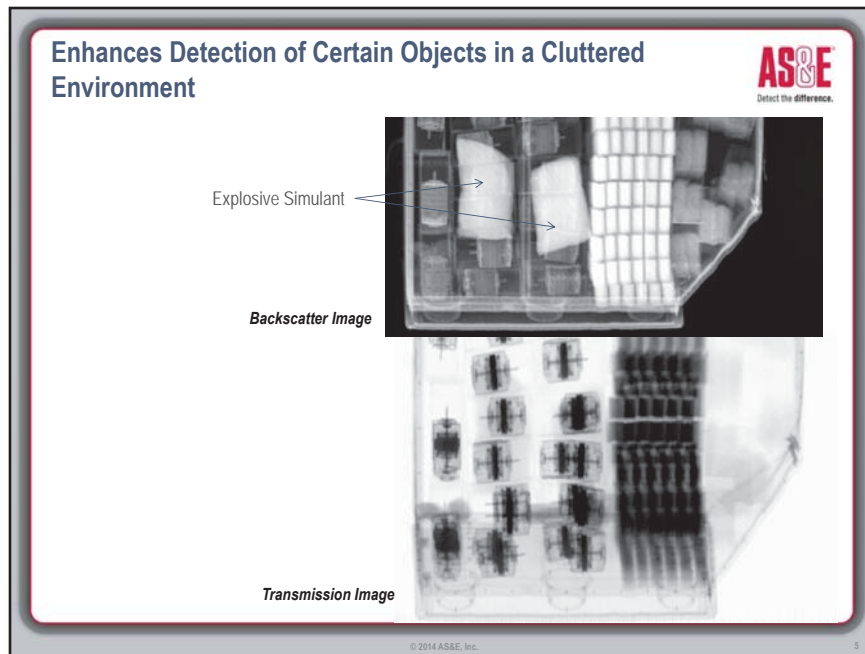 Enhances Detection of Certain Objects in a Cluttered
Environment
AS&E
Detect the difference.
Explosive Simulant
Backscatter Image
Transmission Image
© 2014 AS&E, Inc.
5